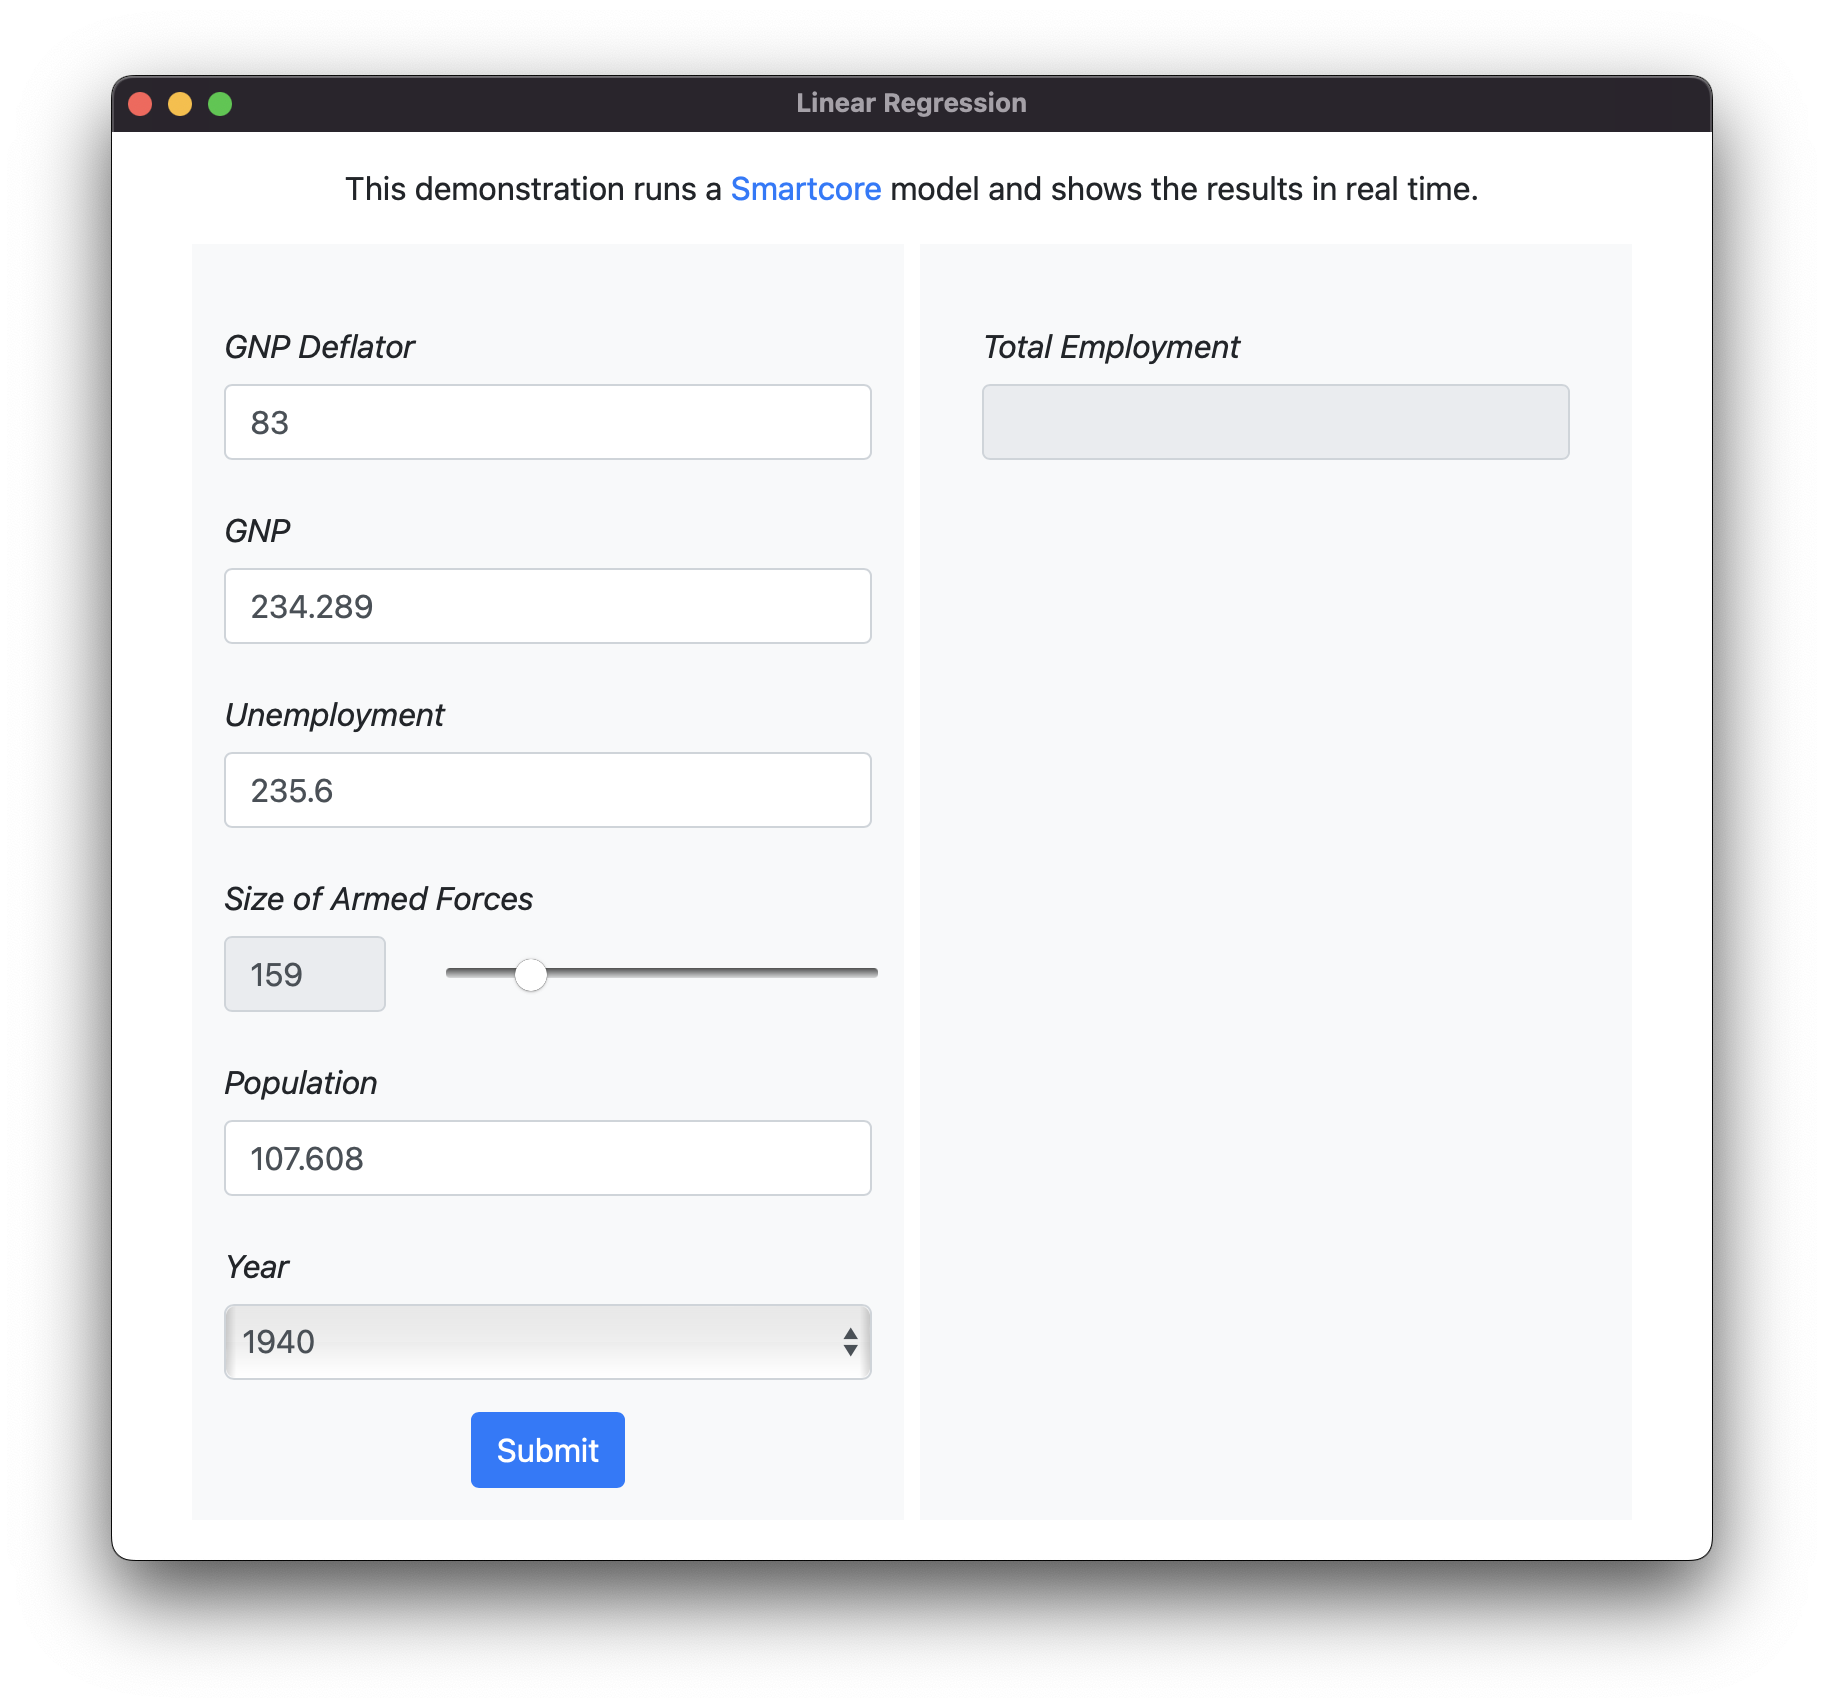 Linear Regression
This demonstration runs a Smartcore model and shows the results in real time.
GNP Deflator
83
GNP
234.289
Unemployment
235.6
Size of Armed Forces
159
Population
107.608
Year
1940
Submit
Total Employment